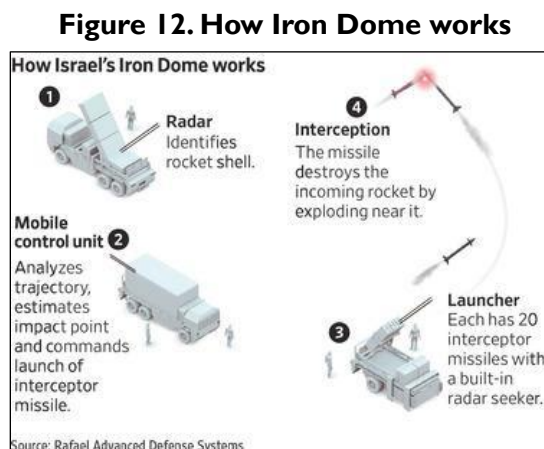 Figure 12. How Iron Dome works
How Israel's Iron Dome works
1
Radar
Identifies
rocket shell.
Mobile
control unit 2
Analyzes
trajectory,
estimates
impact point
and commands
launch of
interceptor
missile.
4
Interception
The missile
destroys the
incoming rocket by
exploding near it.
3
Launcher
Each has 20
interceptor
missiles with
a built-in
radar seeker.
Source: Rafael Advanced Defense Systems